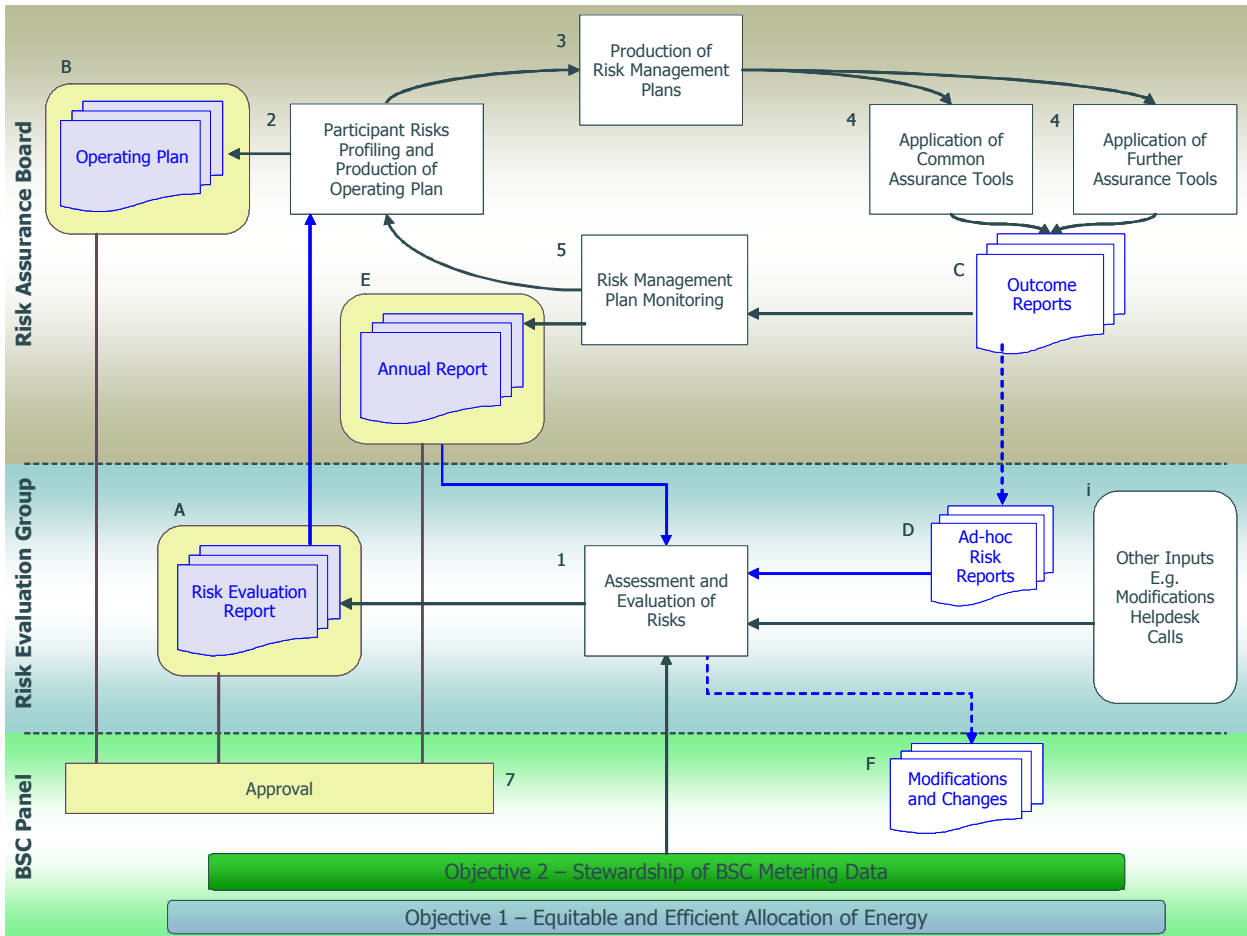 Risk Assurance Board
B
Operating Plan
2
Participant Risks
Profiling and
Production of
Operating Plan
3
Production of
Risk Management
Plans
4
Application of
Common
Assurance Tools
4
Application of
Further
Assurance Tools
C
Outcome
Reports
5
Risk Management
Plan Monitoring
E
Annual Report
Risk Evaluation Group
A
Risk Evaluation
Report
1
Assessment and
Evaluation of
Risks
D
Ad-hoc
Risk
Reports
i
Other Inputs
E.g.
Modifications
Helpdesk
Calls
BSC Panel
Approval
7
F
Modifications
and Changes
Objective 2 – Stewardship of BSC Metering Data
Objective 1 – Equitable and Efficient Allocation of Energy